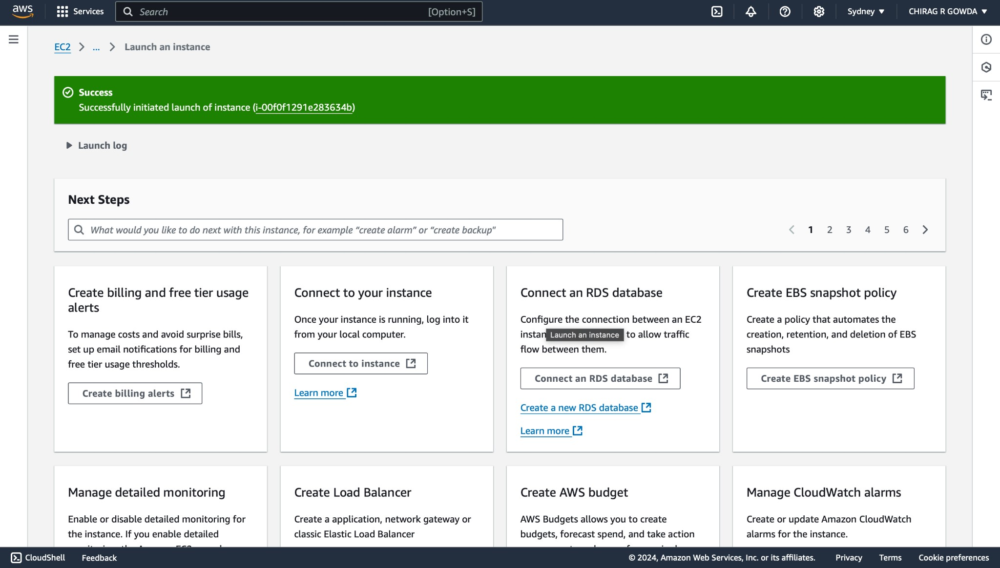 aws
Services
Search
[Option+S]
Sydney
CHIRAG R GOWDA
EC2
...
Launch an instance
Success
Successfully initiated launch of instance (i-00f0f1291e283634b)
Launch log
Next Steps
What would you like to do next with this instance, for example “create alarm” or “create backup"
1 2 3 4 5 6
Create billing and free tier usage
alerts
To manage costs and avoid surprise bills,
set up email notifications for billing and
free tier usage thresholds.
Create billing alerts
Connect to your instance
Once your instance is running, log into it
from your local computer.
Connect to instance
Learn more
Connect an RDS database
Configure the connection between an EC2
instan Launch an instance to allow traffic
flow between them.
Connect an RDS database
Create a new RDS database
Learn more
Create EBS snapshot policy
Create a policy that automates the
creation, retention, and deletion of EBS
snapshots
Create EBS snapshot policy
Manage detailed monitoring
Enable or disable detailed monitoring for
the instance. If you enable detailed
Create Load Balancer
Create a application, network gateway or
classic Elastic Load Balancer
Create AWS budget
AWS Budgets allows you to create
budgets, forecast spend, and take action
Manage CloudWatch alarms
Create or update Amazon CloudWatch
alarms for the instance.
CloudShell
Feedback
© 2024, Amazon Web Services, Inc. or its affiliates.
Privacy
Terms
Cookie preferences